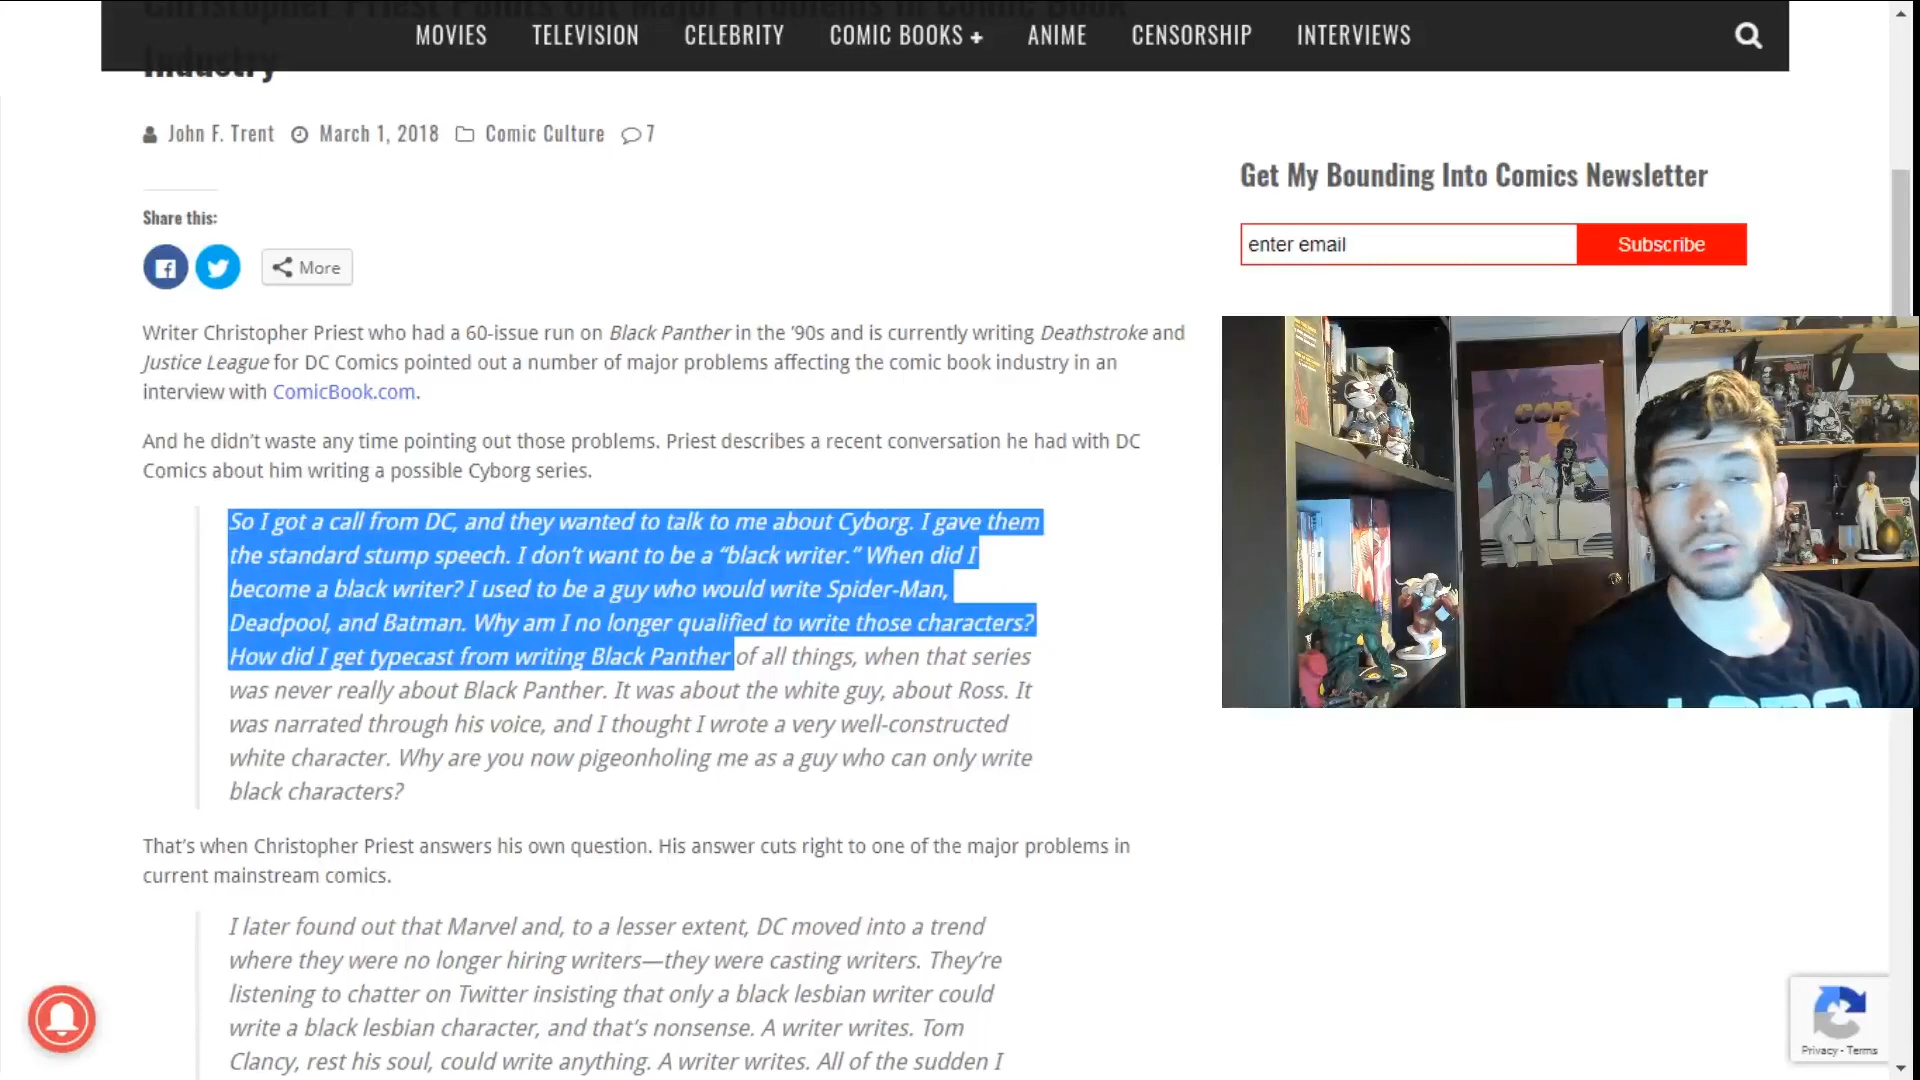 Christopher Priest Points Out Major Problems in Comic Book
Industry
MOVIES TELEVISION CELEBRITY COMIC BOOKS + ANIME CENSORSHIP INTERVIEWS
John F. Trent March 1, 2018 Comic Culture 7
Share this:
More
Writer Christopher Priest who had a 60-issue run on Black Panther in the '90s and is currently writing Deathstroke and
Justice League for DC Comics pointed out a number of major problems affecting the comic book industry in an
interview with ComicBook.com.
And he didn't waste any time pointing out those problems. Priest describes a recent conversation he had with DC
Comics about him writing a possible Cyborg series.
So I got a call from DC, and they wanted to talk to me about Cyborg. I gave them
the standard stump speech. I don't want to be a “black writer.” When did I
become a black writer? I used to be a guy who would write Spider-Man,
Deadpool, and Batman. Why am I no longer qualified to write those characters?
How did I get typecast from writing Black Panther of all things, when that series
was never really about Black Panther. It was about the white guy, about Ross. It
was narrated through his voice, and I thought I wrote a very well-constructed
white character. Why are you now pigeonholing me as a guy who can only write
black characters?
That's when Christopher Priest answers his own question. His answer cuts right to one of the major problems in
current mainstream comics.
I later found out that Marvel and, to a lesser extent, DC moved into a trend
where they were no longer hiring writers—they were casting writers. They're
listening to chatter on Twitter insisting that only a black lesbian writer could
write a black lesbian character, and that's nonsense. A writer writes. Tom
Clancy, rest his soul, could write anything. A writer writes. All of the sudden I
Get My Bounding Into Comics Newsletter
enter email Subscribe
COP
Privacy - Terms